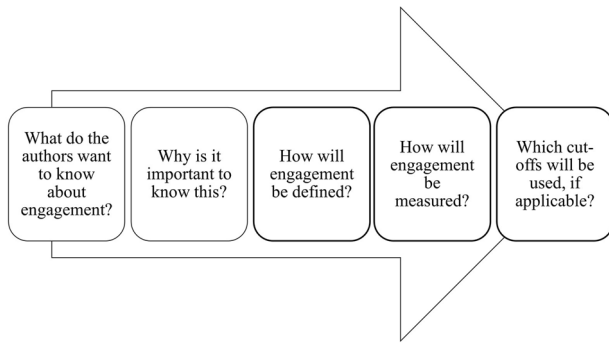 What do the
authors want
to know
about
engagement?
Why is it
important to
know this?
How will
engagement
be defined?
How will
engagement
be
measured?
Which cut-
offs will be
used, if
applicable?